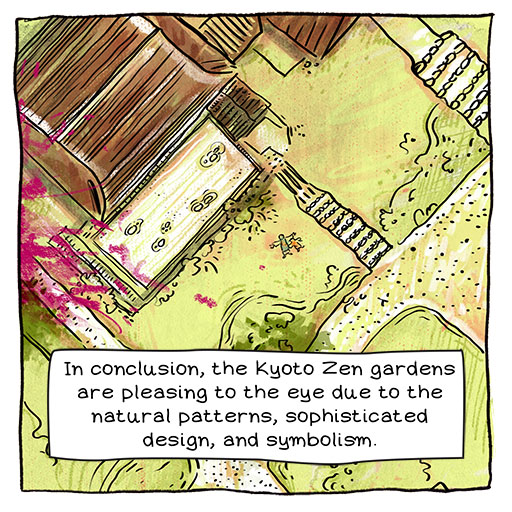 In conclusion, the Kyoto Zen gardens
are pleasing to the eye due to the
natural patterns, sophisticated
design, and symbolism.